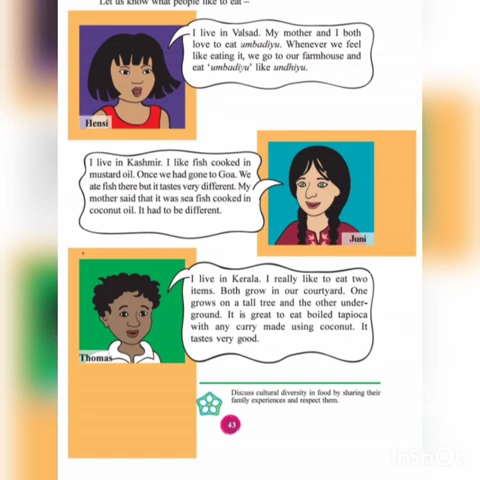 Let us know what people like to eat –
I live in Valsad. My mother and I both
love to eat umbadiyu. Whenever we feel
like eating it, we go to our farmhouse and
eat ‘umbadiyu’ like undhiyu.
Hensi
I live in Kashmir. I like fish cooked in
mustard oil. Once we had gone to Goa. We
ate fish there but it tastes very different. My
mother said that it was sea fish cooked in
coconut oil. It had to be different.
Juni
I live in Kerala. I really like to eat two
items. Both grow in our courtyard. One
grows on a tall tree and the other under-
ground. It is great to eat boiled tapioca
with any curry made using coconut. It
tastes very good.
Thomas
Discuss cultural diversity in food by sharing their
family experiences and respect them.
43
InShOt